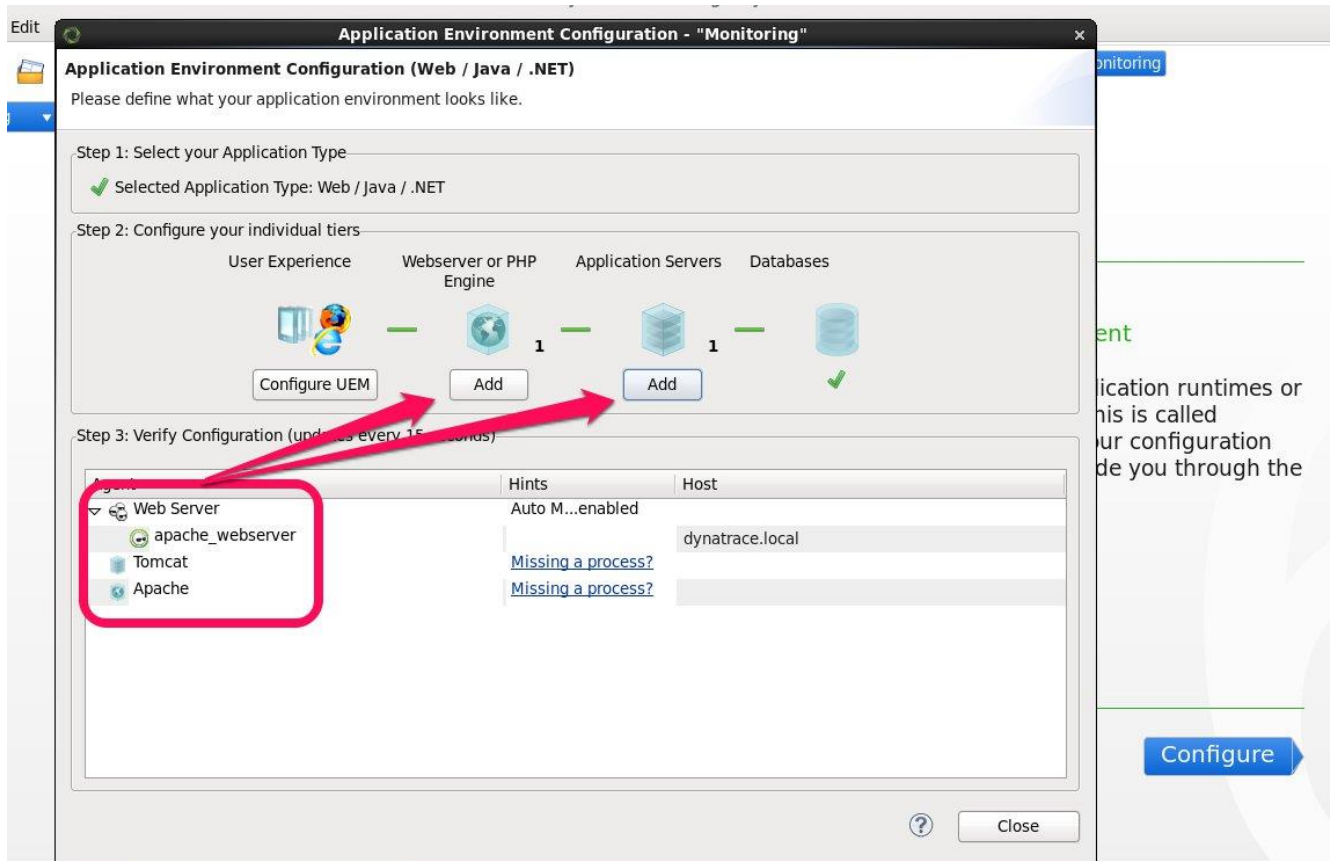 Edit
Application Environment Configuration - "Monitoring"
Application Environment Configuration (Web / Java / .NET)
Please define what your application environment looks like.
Step 1: Select your Application Type
Selected Application Type: Web / Java / .NET
Step 2: Configure your individual tiers
User Experience
Webserver or PHP
Engine
Application Servers
Databases
1
1
Configure UEM
Add
Add
Step 3: Verify Configuration (updates every 15 seconds)
Hints
Host
Web Server
Auto M...enabled
apache_webserver
dynatrace.local
Tomcat
Missing a process?
Apache
Missing a process?
Close
onitoring
ent
lication runtimes or
his is called
ur configuration
de you through the
Configure